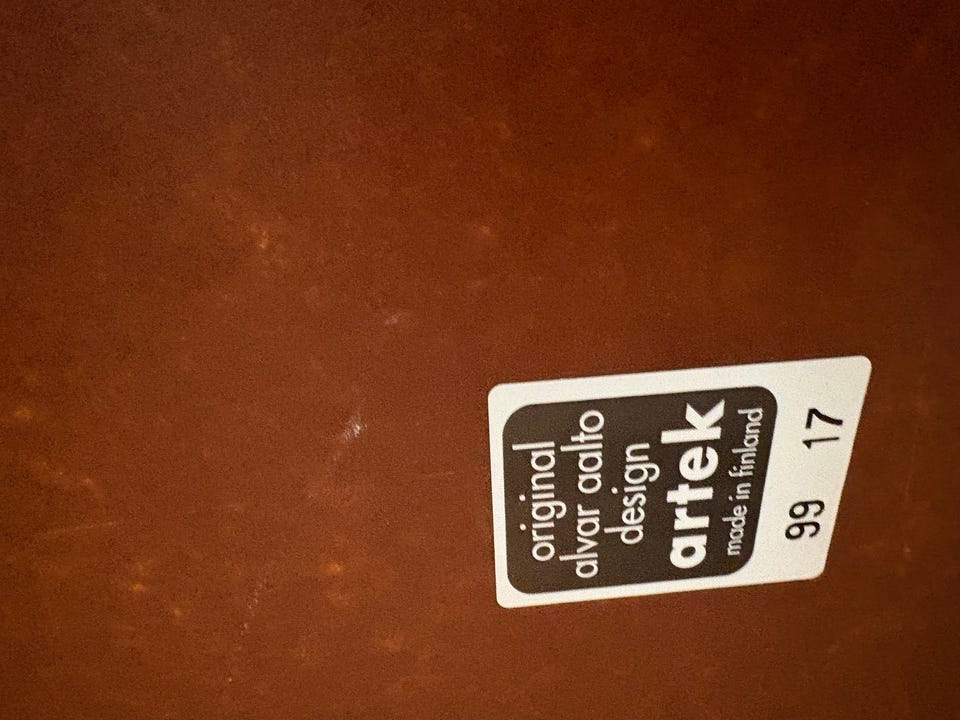 original
alvar aalto
design
artek
made in finland
99 17